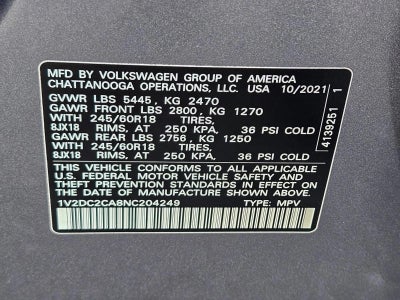 MFD BY VOLKSWAGEN GROUP OF AMERICA
CHATTANOOGA OPERATIONS, LLC. USA 10/2021
GVWR LBS 5445, KG 2470
GAWR FRONT LBS 2800, KG 1270
WITH 245/60R18 TIRES,
8JX18 RIMS, AT 250 KPA, 36 PSI COLD
GAWR REAR LBS 2756, KG 1250
WITH 245/60R18 TIRES,
8JX18 RIMS, AT 250 KPA, 36 PSI COLD
THIS VEHICLE CONFORMS TO ALL APPLICABLE
U.S. FEDERAL MOTOR VEHICLE SAFETY AND
THEFT PREVENTION STANDARDS IN EFFECT ON
THE DATE OF MANUFACTURE SHOWN ABOVE.
1V2DC2CA8NC204249 TYPE: MPV
4139251 1